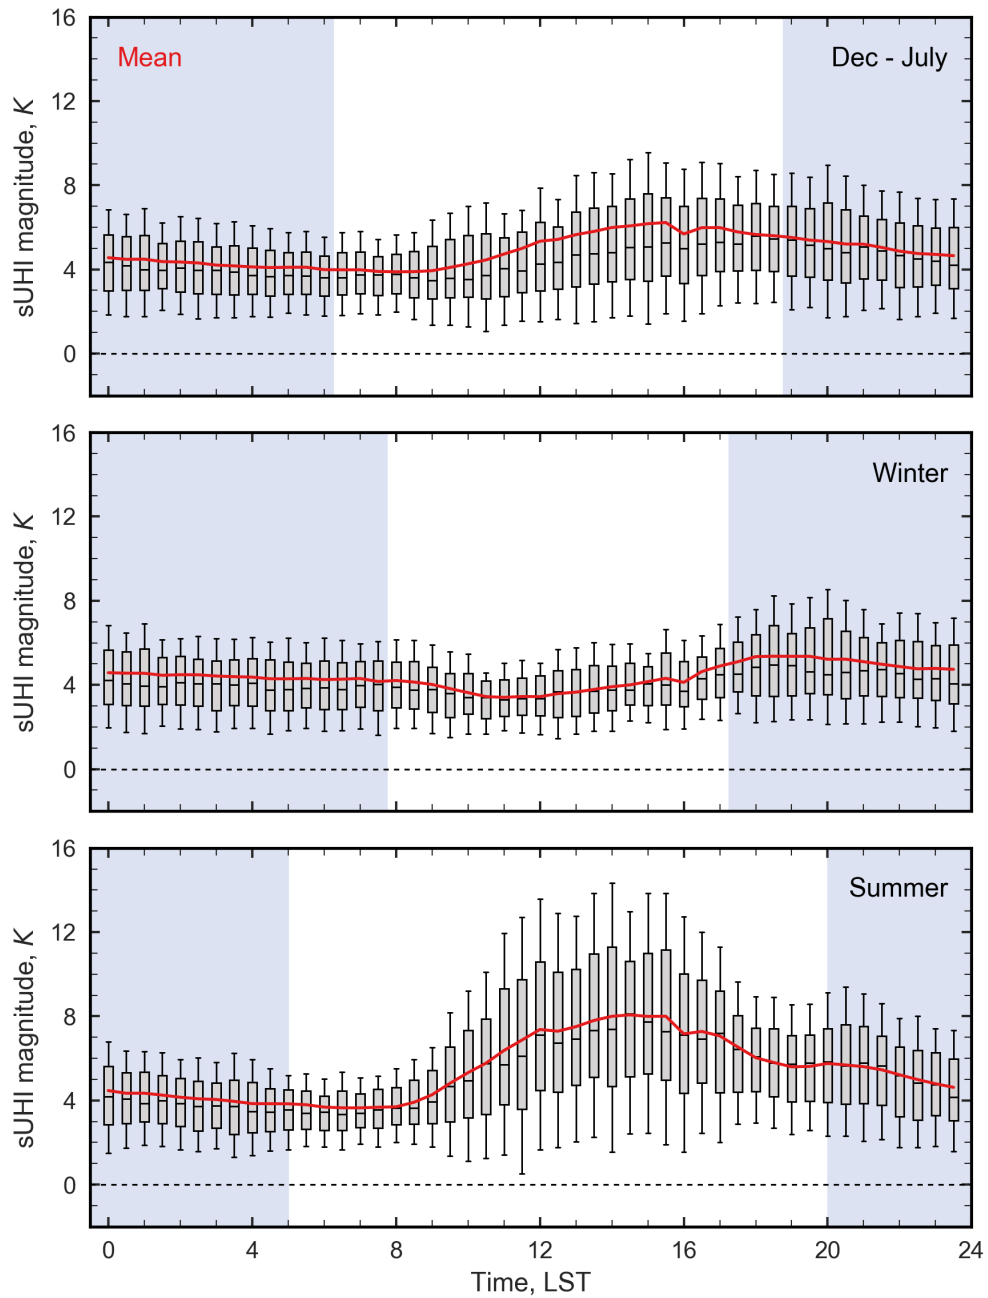 16
Mean
Dec - July
12
8
4
0
sUHI magnitude, K
16
Winter
12
8
4
0
sUHI magnitude, K
16
Summer
12
8
4
0
sUHI magnitude, K
0 4 8 12 16 20 24
Time, LST